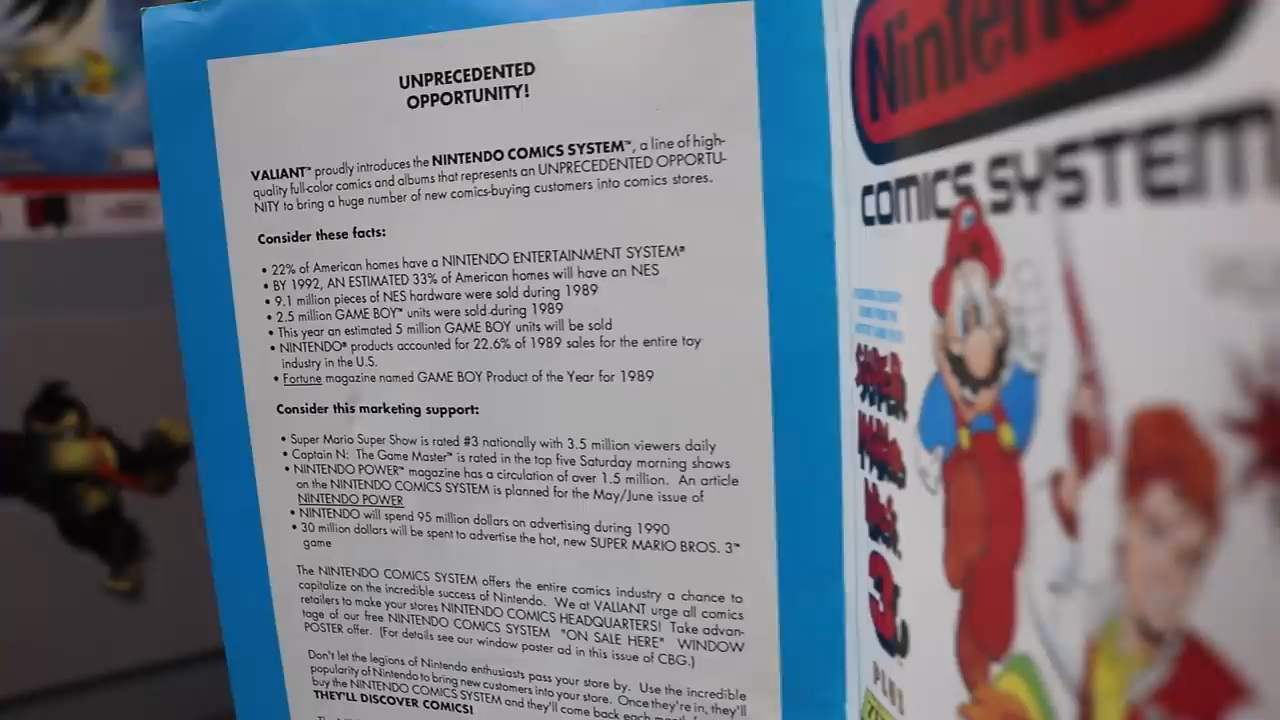 UNPRECEDENTED
OPPORTUNITY!
VALIANT™ proudly introduces the NINTENDO COMICS SYSTEM™, a line of high-
quality full-color comics and albums that represents an UNPRECEDENTED OPPORTU-
NITY to bring a huge number of new comics-buying customers into comics stores.
Consider these facts:
• 22% of American homes have a NINTENDO ENTERTAINMENT SYSTEM®
• BY 1992, AN ESTIMATED 33% of American homes will have an NES
• 9.1 million pieces of NES hardware were sold during 1989
• 2.5 million GAME BOY® units were sold during 1989
• This year an estimated 5 million GAME BOY units will be sold
• NINTENDO® products accounted for 22.6% of 1989 sales for the entire toy
industry in the U.S.
• Fortune magazine named GAME BOY Product of the Year for 1989
Consider this marketing support:
• Super Mario Super Show is rated #3 nationally with 3.5 million viewers daily
• Captain N: The Game Master™ is rated in the top five Saturday morning shows
• NINTENDO POWER™ magazine has a circulation of over 1.5 million. An article
on the NINTENDO COMICS SYSTEM is planned for the May/June issue of
NINTENDO POWER
• NINTENDO will spend 95 million dollars on advertising during 1990
• 30 million dollars will be spent to advertise the hot, new SUPER MARIO BROS. 3™
game
The NINTENDO COMICS SYSTEM offers the entire comics industry a chance to
capitalize on the incredible success of Nintendo. We at VALIANT urge all comics
retailers to make your stores NINTENDO COMICS HEADQUARTERS! Take advan-
tage of our free NINTENDO COMICS SYSTEM "ON SALE HERE" WINDOW
POSTER offer. (For details see our window poster ad in this issue of CBG.)
Don't let the legions of Nintendo enthusiasts pass your store by. Use the incredible
popularity of Nintendo to bring new customers into your store. Once they're in, they'll
buy the NINTENDO COMICS SYSTEM and they'll come back each
THEY'LL DISCOVER COMICS!
Nintendo
COMICS SYSTEM
SUPER
MARIO
BROS.
3
PLUS